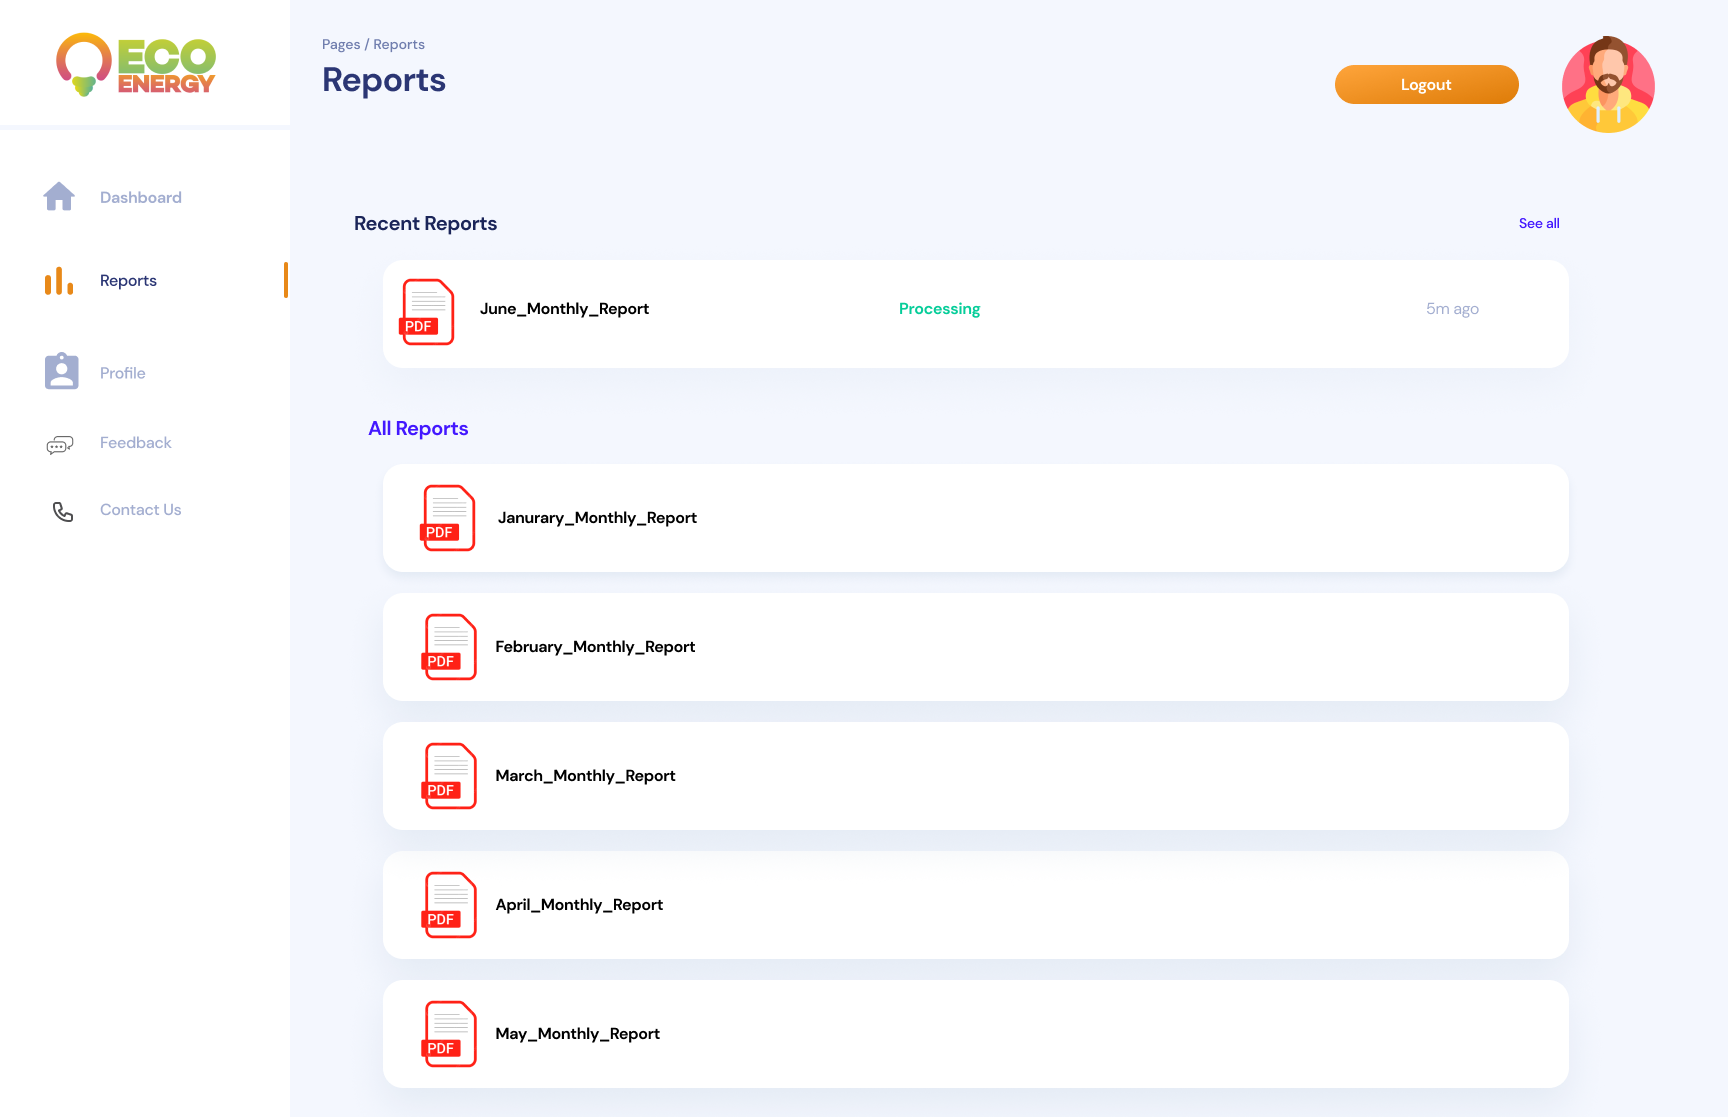 ECO
ENERGY
Pages / Reports
Reports
Logout
Dashboard
Reports
Profile
Feedback
Contact Us
Recent Reports
See all
PDF
June_Monthly_Report
Processing
5m ago
All Reports
PDF
Janurary_Monthly_Report
PDF
February_Monthly_Report
PDF
March_Monthly_Report
PDF
April_Monthly_Report
PDF
May_Monthly_Report